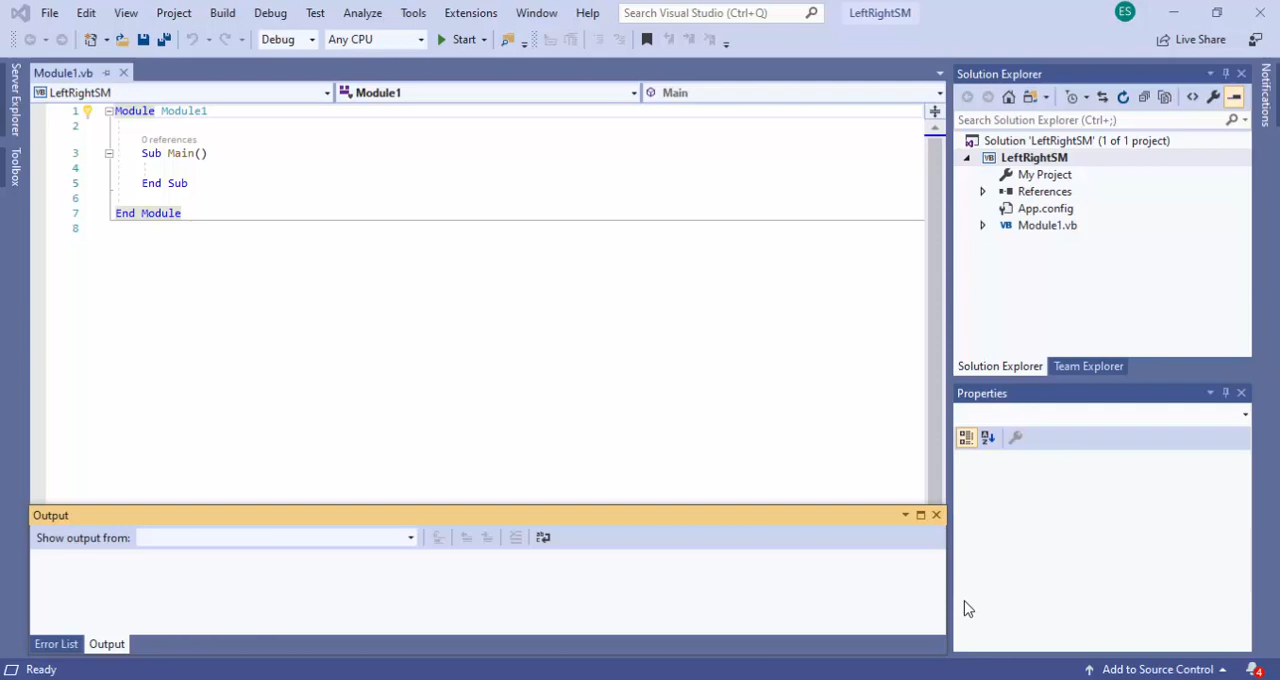 File Edit View Project Build Debug Test Analyze Tools Extensions Window Help Search Visual Studio (Ctrl+Q) LeftRightSM ES
Debug Any CPU Start Live Share
Server Explorer
Toolbox
Module1.vb
LeftRightSM Module1 Main
1 Module Module1
2
0 references
3 Sub Main()
4
5 End Sub
6
7 End Module
8
Output
Show output from:
Error List Output
Solution Explorer
Search Solution Explorer (Ctrl+;)
Solution 'LeftRightSM' (1 of 1 project)
VB LeftRightSM
My Project
References
App.config
VB Module1.vb
Solution Explorer Team Explorer
Properties
Notifications
Ready Add to Source Control 4